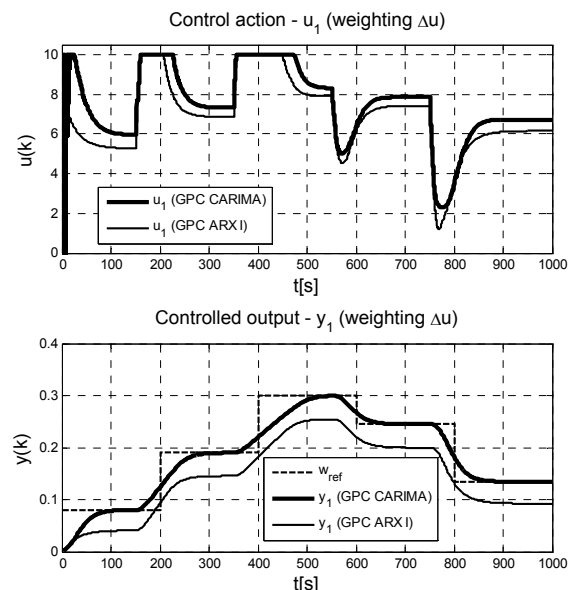 Control action - u1 (weighting Δu)
10
8
6
4
2
0
u(k)
u1 (GPC CARIMA)
u1 (GPC ARX I)
0 100 200 300 400 500 600 700 800 900 1000
t[s]
Controlled output - y1 (weighting Δu)
0.4
0.3
0.2
0.1
0
y(k)
wref
y1 (GPC CARIMA)
y1 (GPC ARX I)
0 100 200 300 400 500 600 700 800 900 1000
t[s]